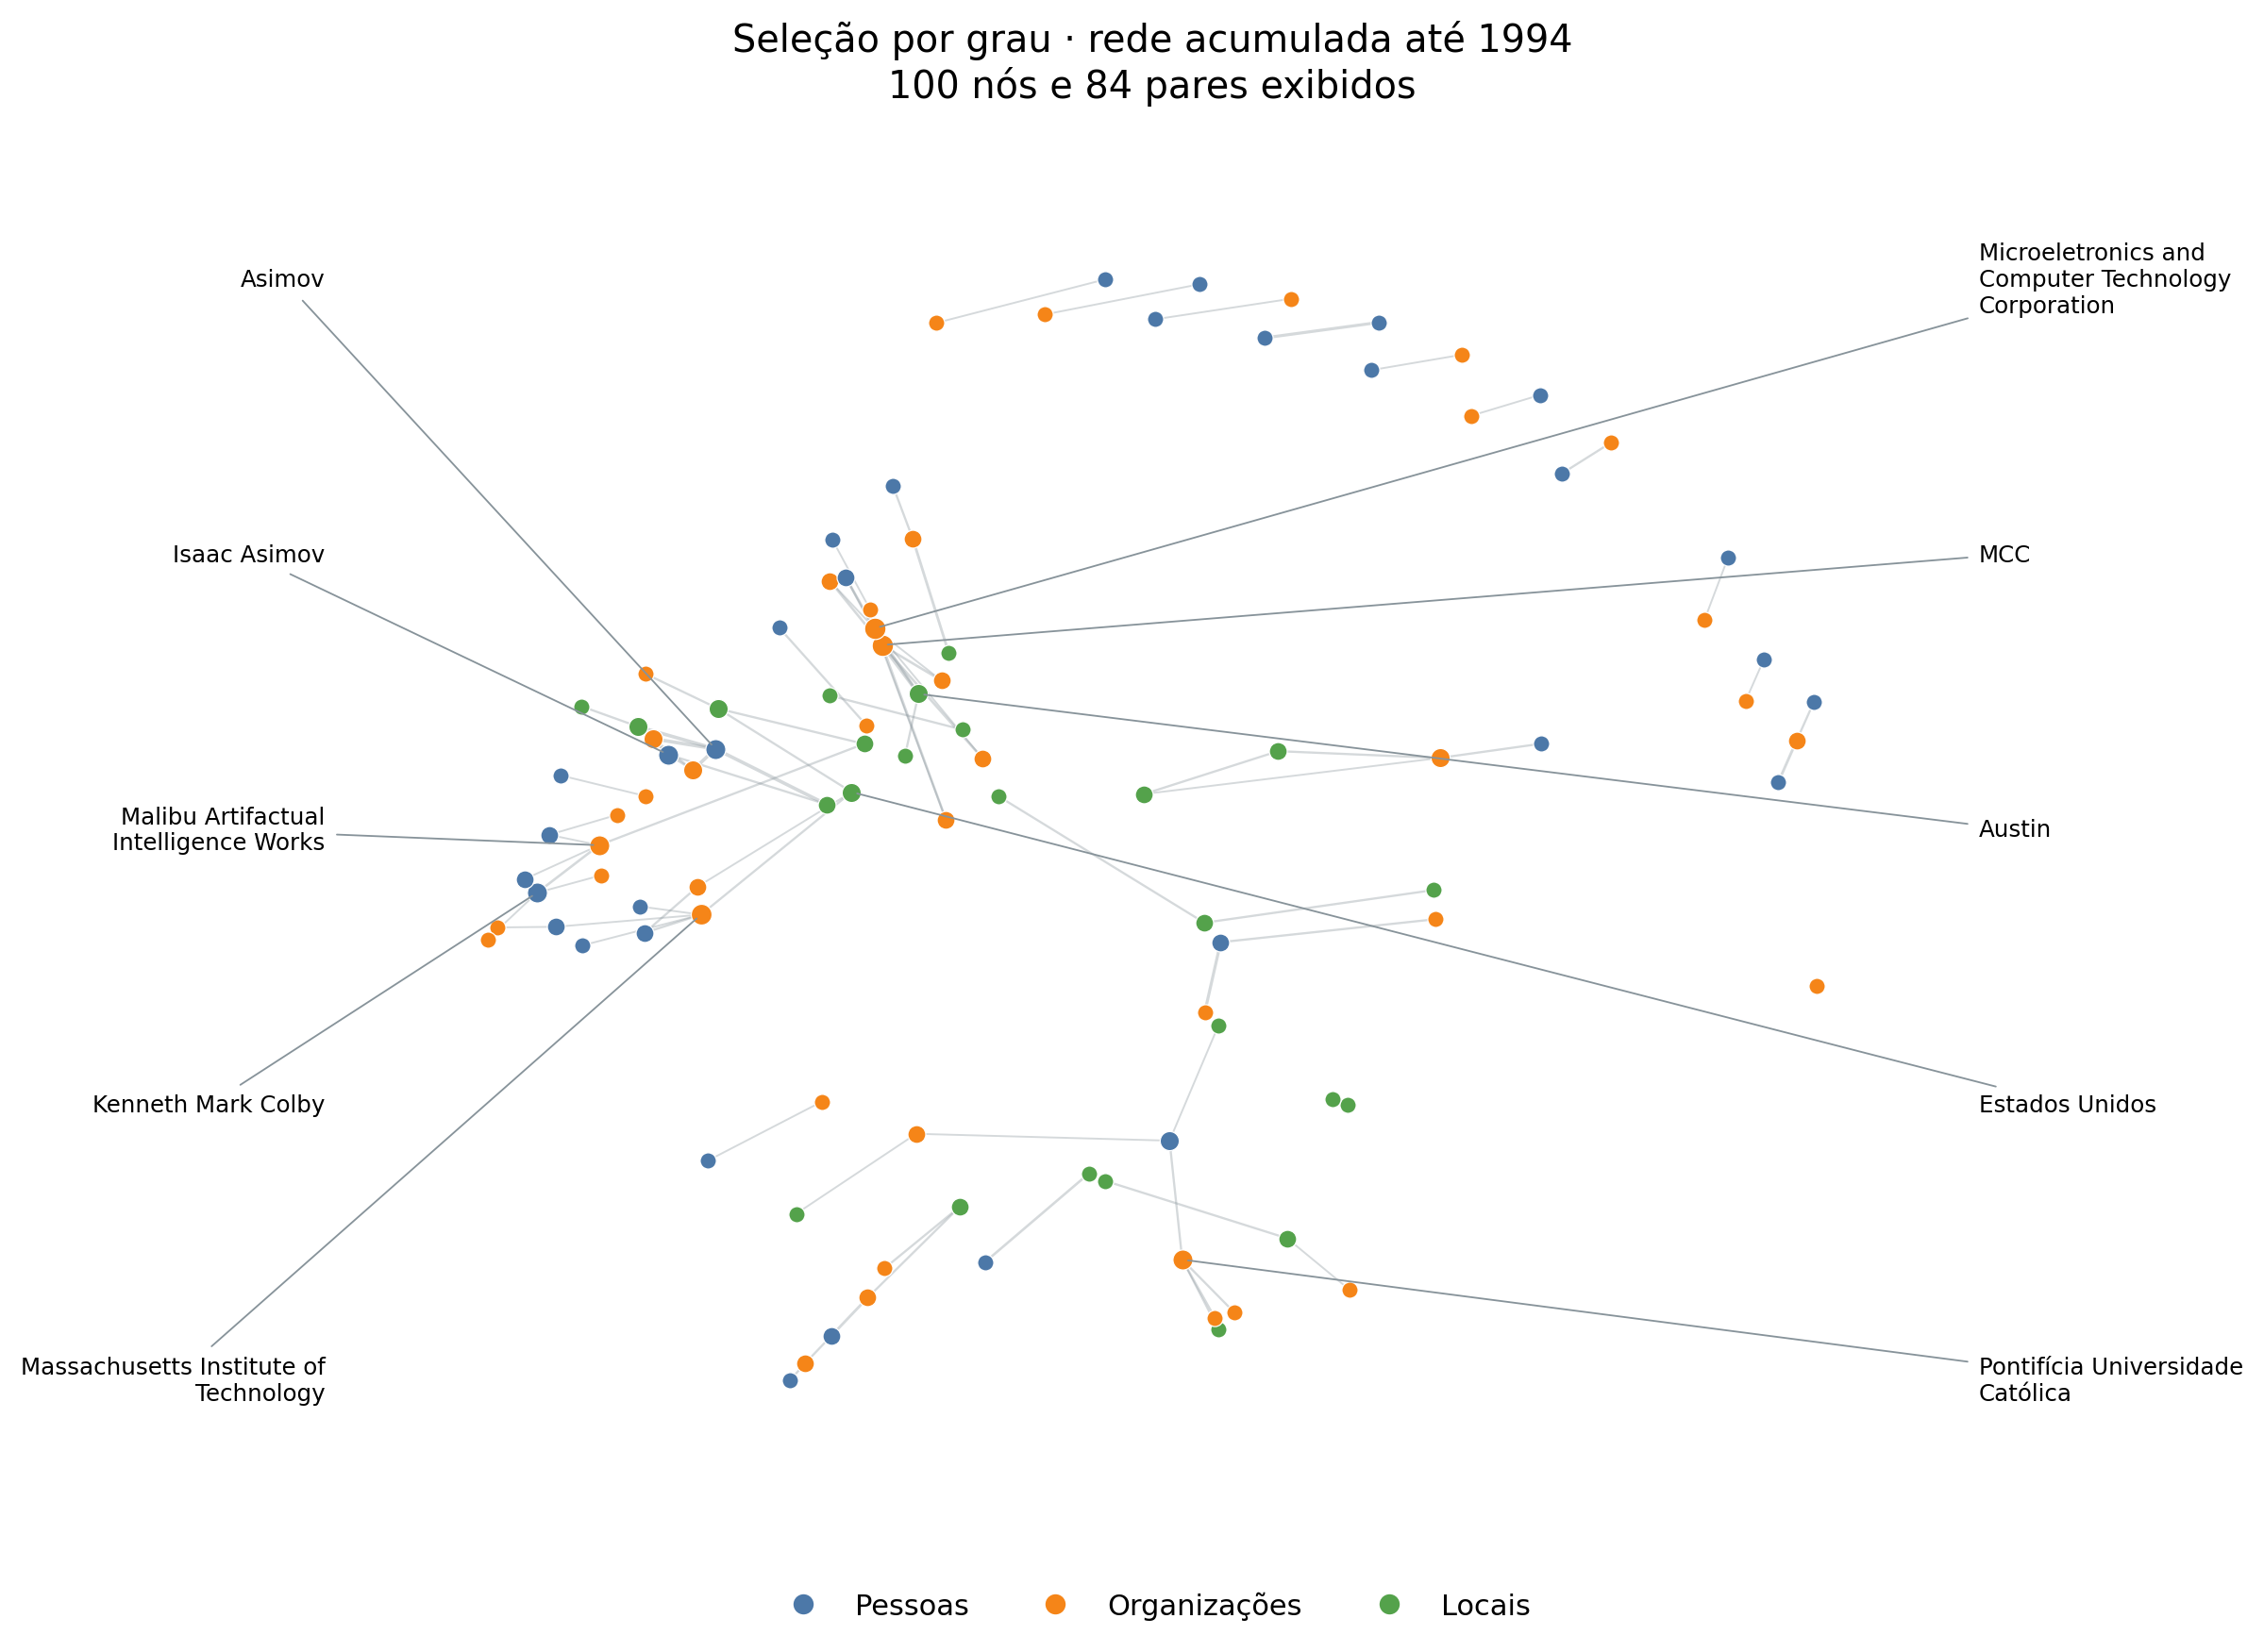 Seleção por grau · rede acumulada até 1994
100 nós e 84 pares exibidos
Asimov
Isaac Asimov
Malibu Artifactual
Intelligence Works
Kenneth Mark Colby
Massachusetts Institute of
Technology
Microeletronics and
Computer Technology
Corporation
MCC
Austin
Estados Unidos
Pontifícia Universidade
Católica
Pessoas
Organizações
Locais